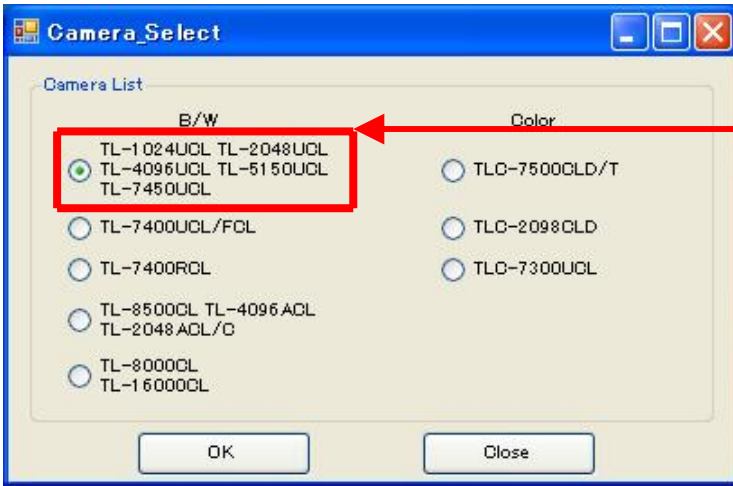 Camera_Select
Camera List
B/W
Color
TL-1024UCL TL-2048UCL
TL-4096UCL TL-5150UCL
TL-7450UCL
TLC-7500CLD/T
TL-7400UCL/FCL
TLC-2098CLD
TL-7400RCL
TLC-7300UCL
TL-8500CL TL-4096ACL
TL-2048ACL/C
TL-8000CL
TL-16000CL
OK
Close